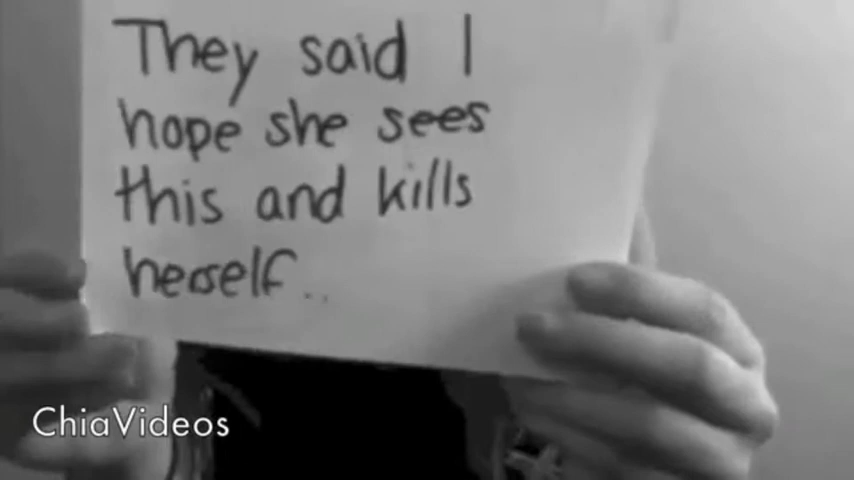 They said I
hope she sees
this and kills
herself..
ChiaVideos